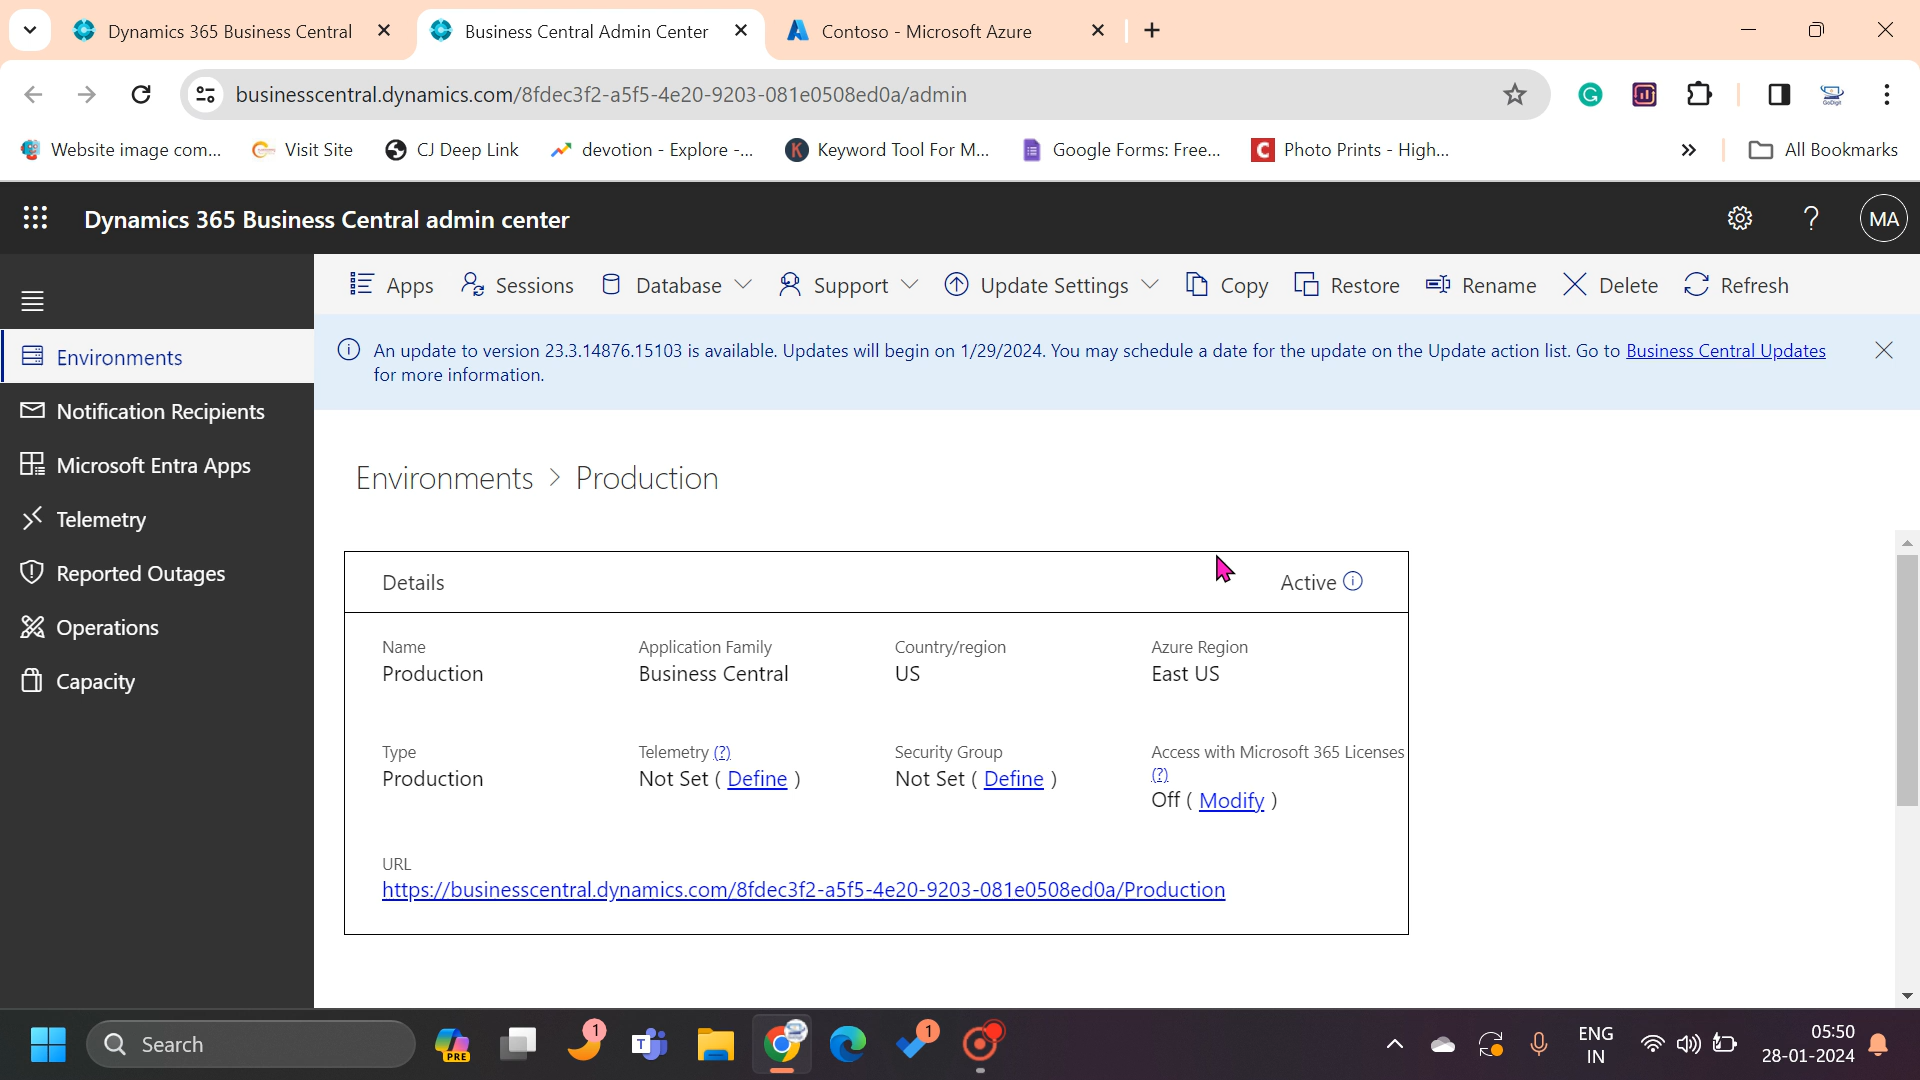 Dynamics 365 Business Central
Business Central Admin Center
Contoso - Microsoft Azure
businesscentral.dynamics.com/8fdec3f2-a5f5-4e20-9203-081e0508ed0a/admin
Website image com...
Visit Site
CJ Deep Link
devotion - Explore -...
Keyword Tool For M...
Google Forms: Free...
Photo Prints - High...
All Bookmarks
Dynamics 365 Business Central admin center
MA
Apps
Sessions
Database
Support
Update Settings
Copy
Restore
Rename
Delete
Refresh
Environments
Notification Recipients
Microsoft Entra Apps
Telemetry
Reported Outages
Operations
Capacity
An update to version 23.3.14876.15103 is available. Updates will begin on 1/29/2024. You may schedule a date for the update on the Update action list. Go to Business Central Updates
for more information.
Environments > Production
Details
Active
Name
Production
Application Family
Business Central
Country/region
US
Azure Region
East US
Type
Production
Telemetry (?)
Not Set ( Define )
Security Group
Not Set ( Define )
Access with Microsoft 365 Licenses
(?)
Off ( Modify )
URL
https://businesscentral.dynamics.com/8fdec3f2-a5f5-4e20-9203-081e0508ed0a/Production
Search
PRE
1
1
ENG
IN
05:50
28-01-2024